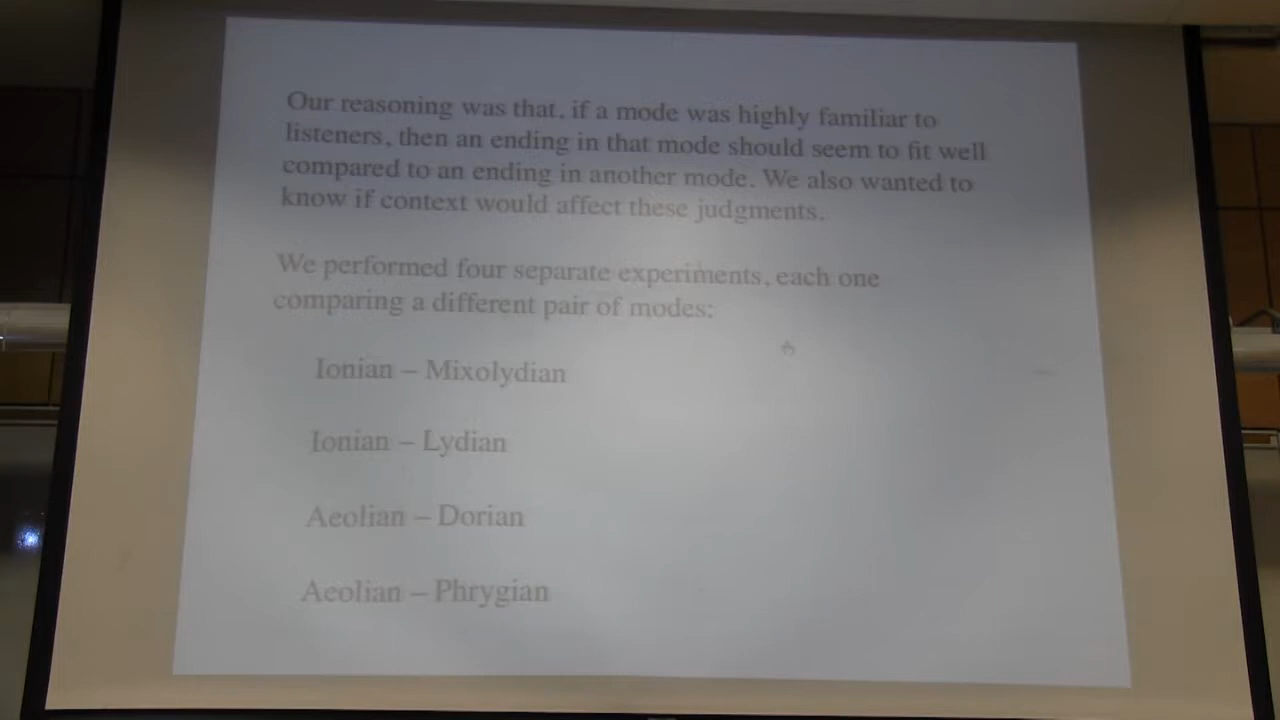 Our reasoning was that, if a mode was highly familiar to
listeners, then an ending in that mode should seem to fit well
compared to an ending in another mode. We also wanted to
know if context would affect these judgments.
We performed four separate experiments, each one
comparing a different pair of modes:
Ionian – Mixolydian
Ionian – Lydian
Aeolian – Dorian
Aeolian – Phrygian